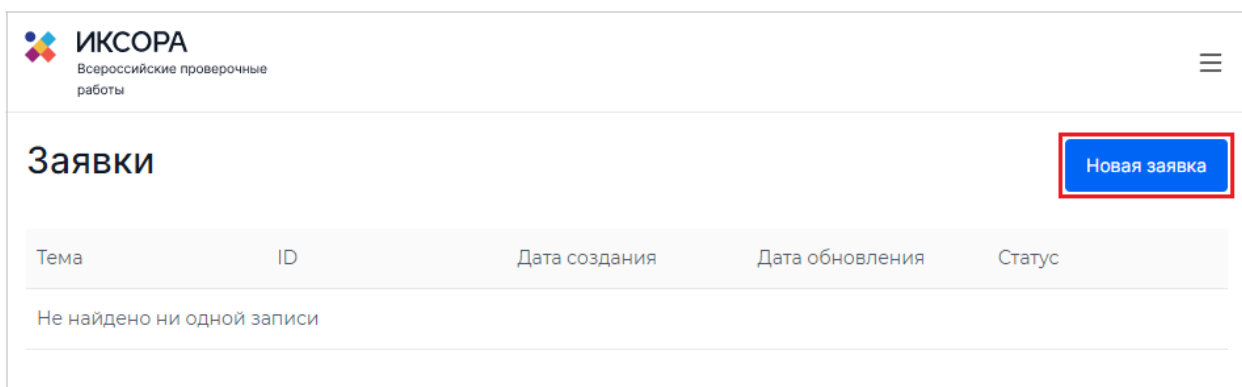 ИКСОРА
Всероссийские проверочные
работы
Заявки
Новая заявка
Тема ID Дата создания Дата обновления Статус
Не найдено ни одной записи